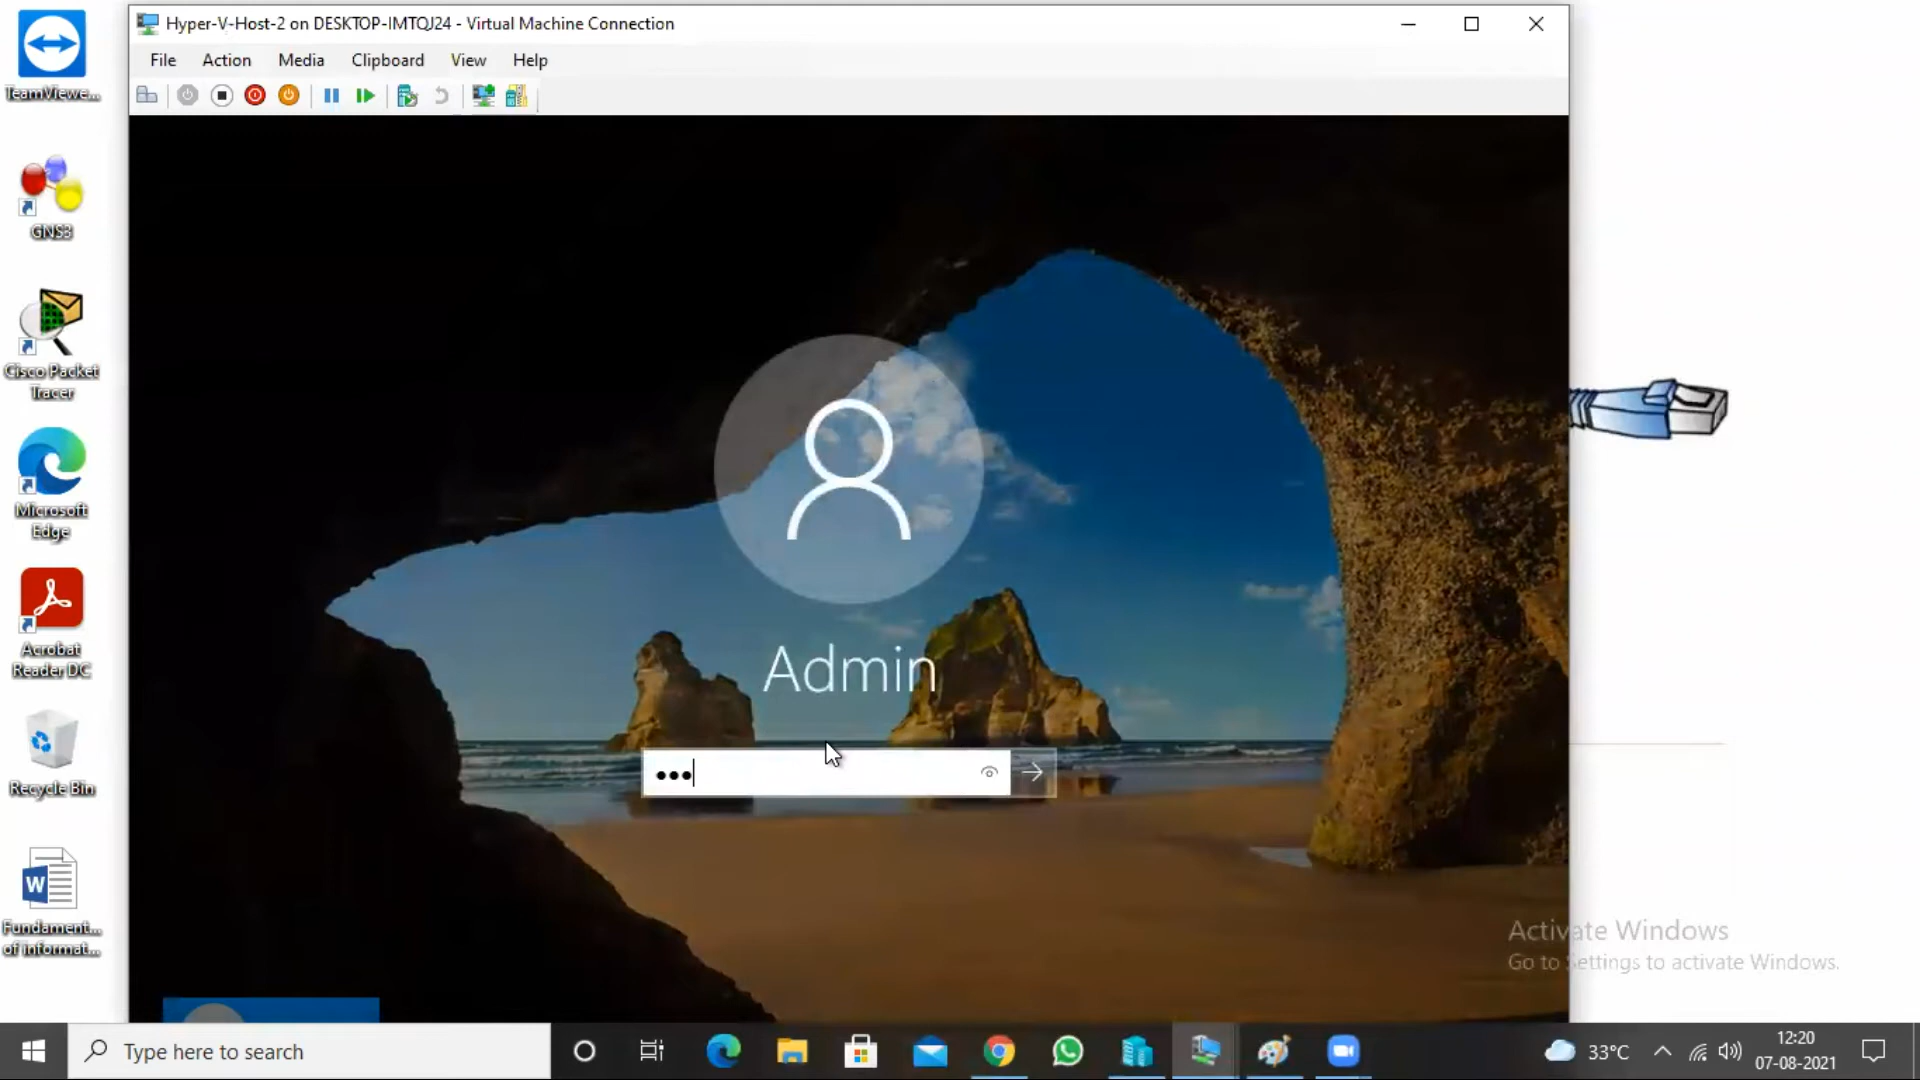 Hyper-V-Host-2 on DESKTOP-IMTQJ24 - Virtual Machine Connection
File Action Media Clipboard View Help
TeamViewe...
GNS3
Cisco Packet
Tracer
Microsoft
Edge
Acrobat
Reader DC
Recycle Bin
Fundament...
of informat...
Admin
Activate Windows
Go to Settings to activate Windows.
Type here to search
33°C
12:20
07-08-2021